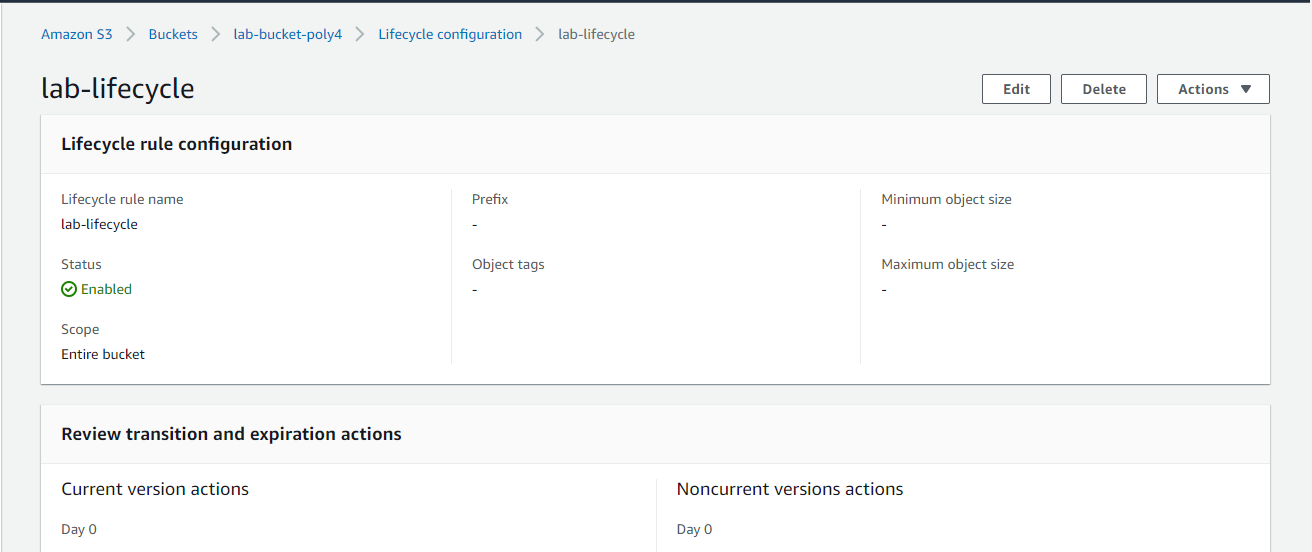 Amazon S3 > Buckets > lab-bucket-poly4 > Lifecycle configuration > lab-lifecycle
lab-lifecycle
Edit Delete Actions ▼
Lifecycle rule configuration
Lifecycle rule name
lab-lifecycle
Status
Enabled
Scope
Entire bucket
Prefix
-
Object tags
-
Minimum object size
-
Maximum object size
-
Review transition and expiration actions
Current version actions
Day 0
Noncurrent versions actions
Day 0